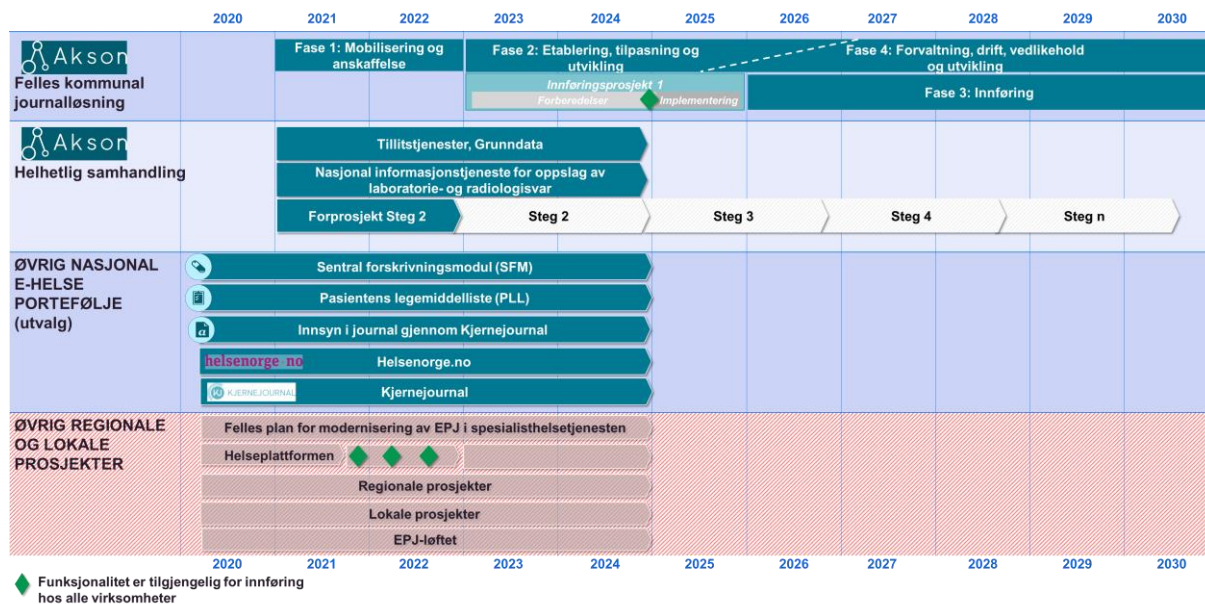 2020 2021 2022 2023 2024 2025 2026 2027 2028 2029 2030
Akson
Felles kommunal
journalløsning
Fase 1: Mobilisering og
anskaffelse
Fase 2: Etablering, tilpasning og
utvikling
Fase 4: Forvaltning, drift, vedlikehold
og utvikling
Innføringsprosjekt 1
Forberedelser
Implementering
Fase 3: Innføring
Akson
Helhetlig samhandling
Tillitstjenester, Grunndata
Nasjonal informasjonstjeneste for oppslag av
laboratorie- og radiologisvar
Forprosjekt Steg 2
Steg 2
Steg 3
Steg 4
Steg n
ØVRIG NASJONAL
E-HELSE
PORTEFØLJE
(utvalg)
Sentral forskrivningsmodul (SFM)
Pasientens legemiddelliste (PLL)
Innsyn i journal gjennom Kjernejournal
helsenorge no
Helsenorge.no
KJERNEJOURNAL
Kjernejournal
ØVRIG REGIONALE
OG LOKALE
PROSJEKTER
Felles plan for modernisering av EPJ i spesialisthelsetjenesten
Helseplattformen
Regionale prosjekter
Lokale prosjekter
EPJ-løftet
2020 2021 2022 2023 2024 2025 2026 2027 2028 2029 2030
Funksjonalitet er tilgjengelig for innføring
hos alle virksomheter